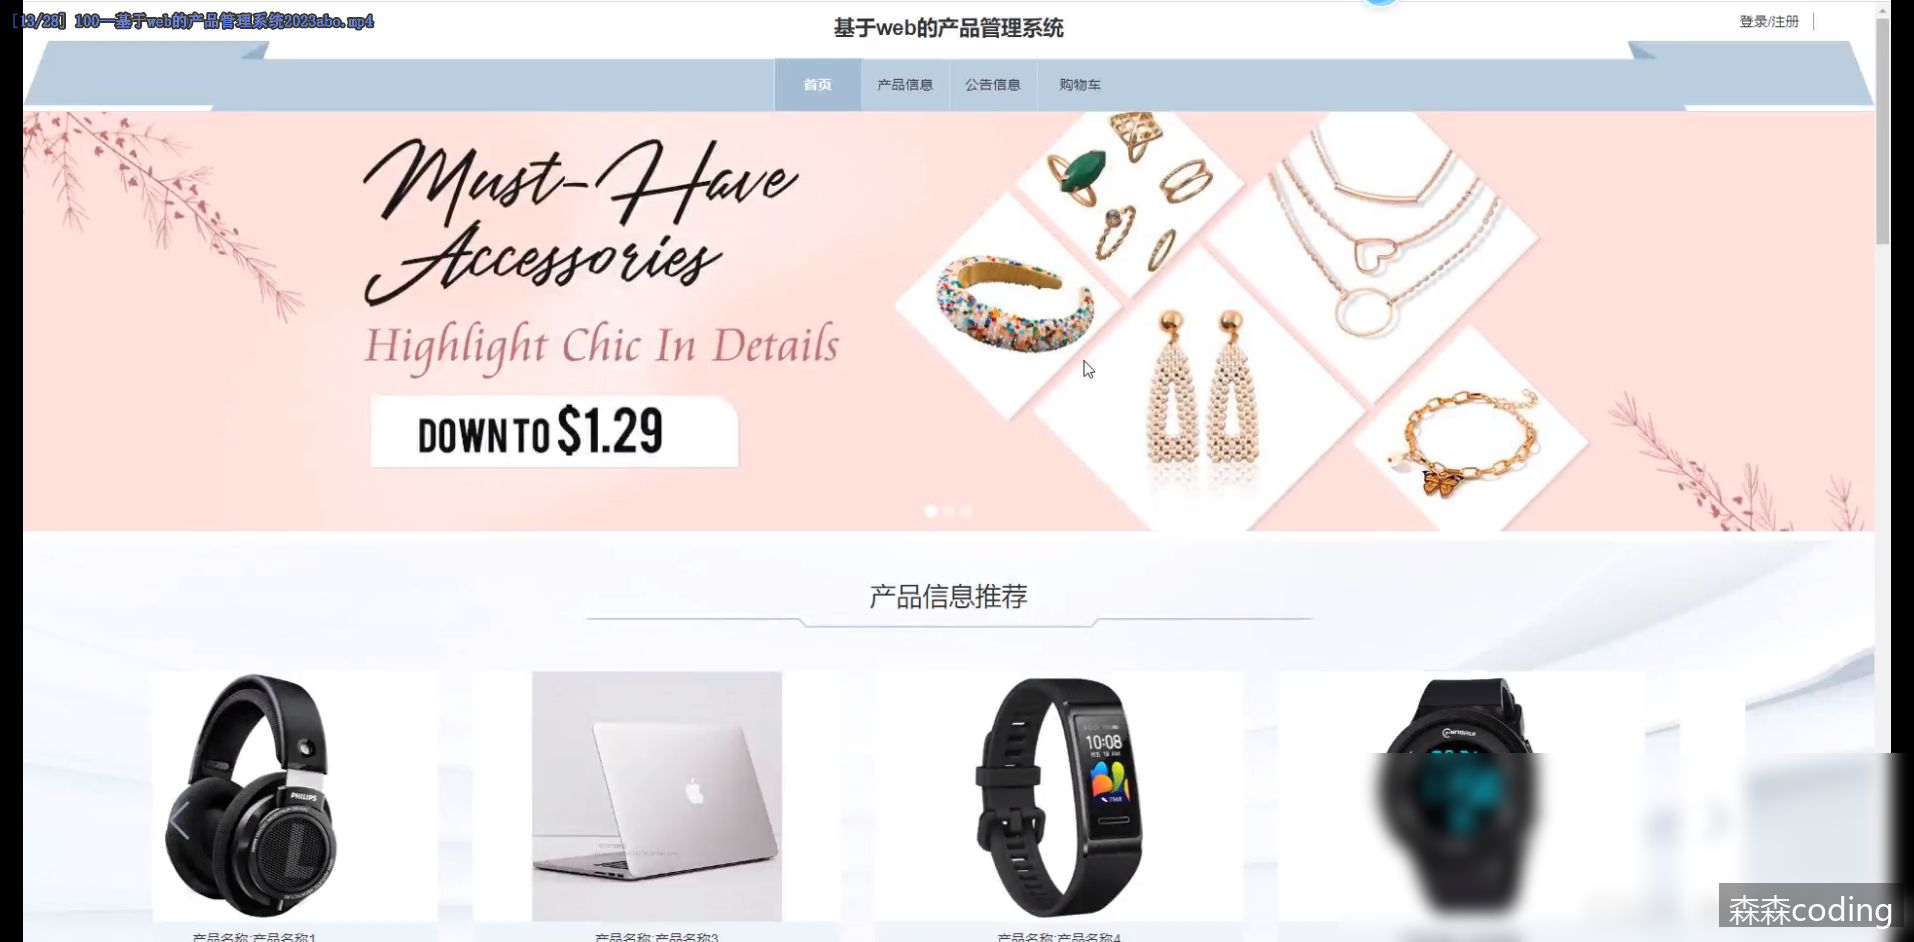 [13/28] 100—基于web的产品管理系统2023abo.mp4
基于web的产品管理系统
登录/注册
首页 产品信息 公告信息 购物车
Must-Have
Accessories
Highlight Chic In Details
DOWN TO $1.29
产品信息推荐
PHILIPS
10:08
产品名称:产品名称1
产品名称:产品名称3
产品名称:产品名称4
森森coding